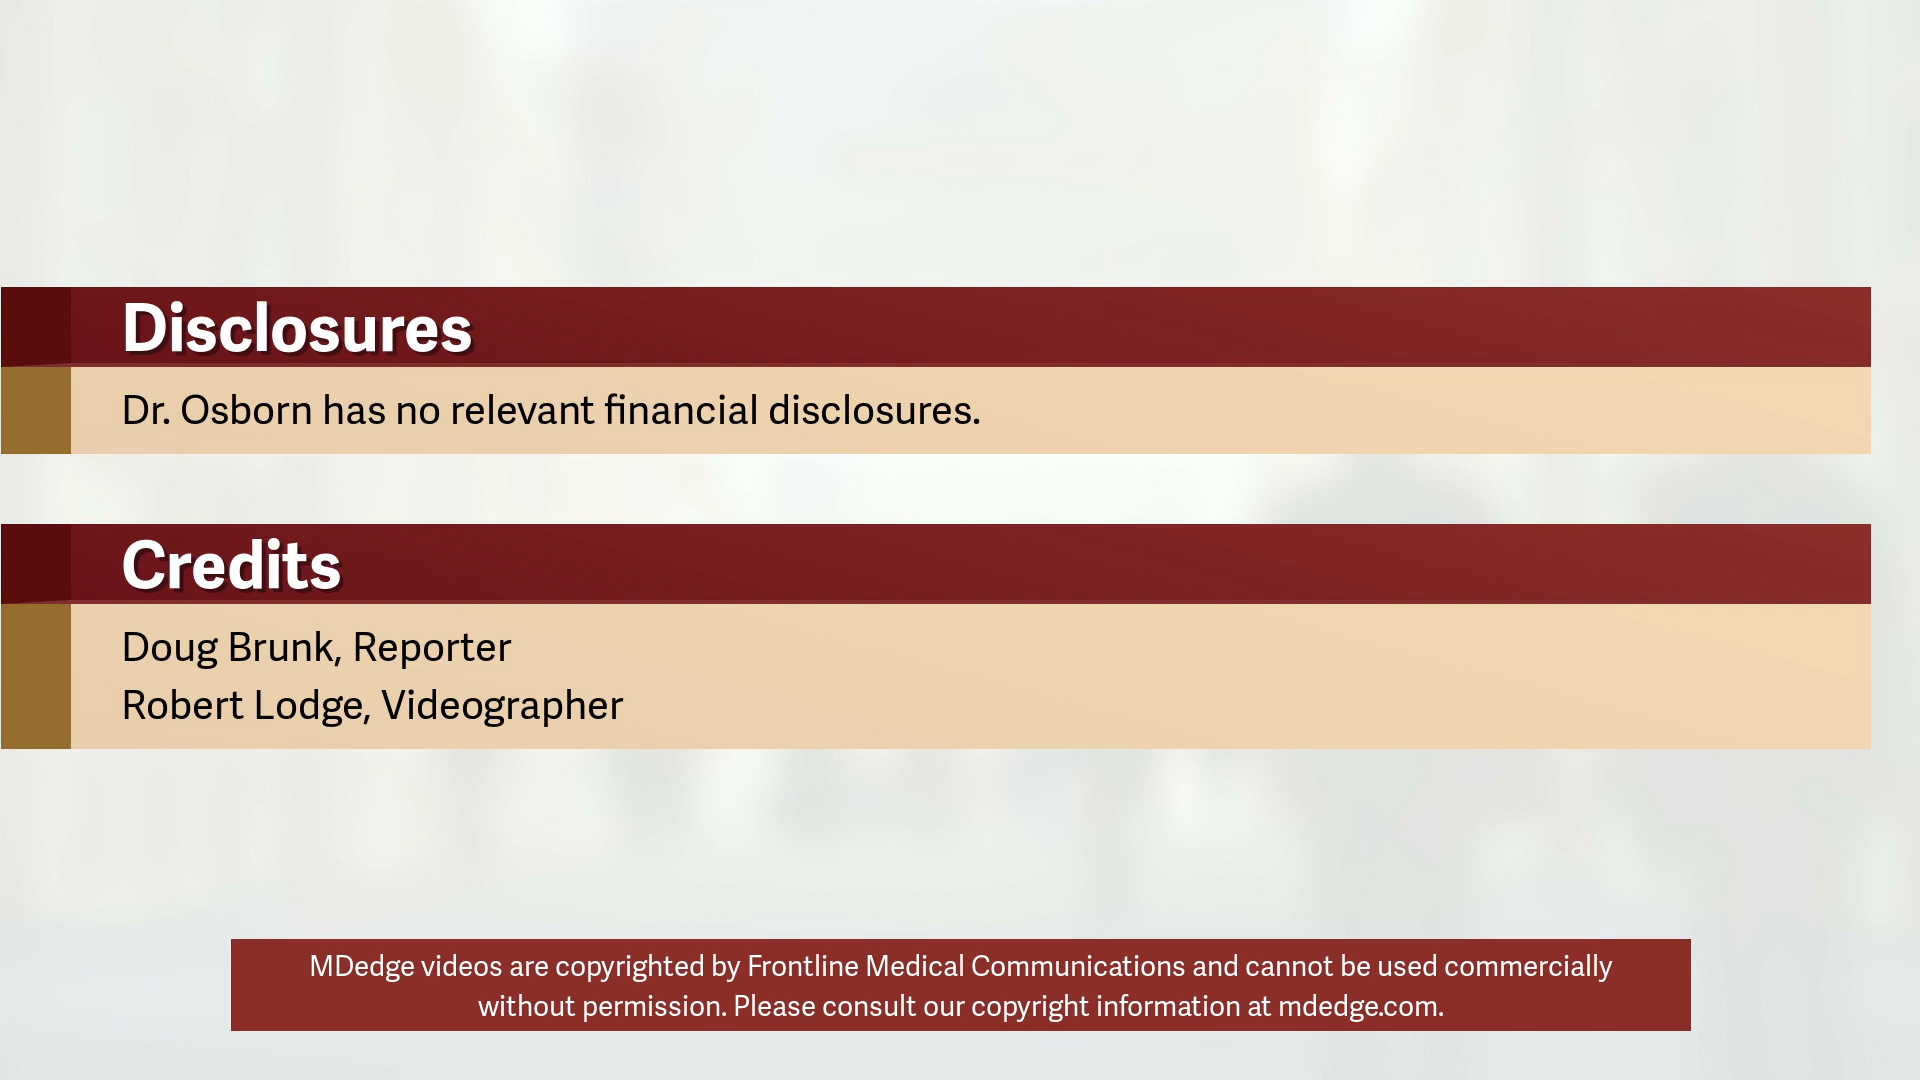 Disclosures
Dr. Osborn has no relevant financial disclosures.
Credits
Doug Brunk, Reporter
Robert Lodge, Videographer
MDedge videos are copyrighted by Frontline Medical Communications and cannot be used commercially
without permission. Please consult our copyright information at mdedge.com.